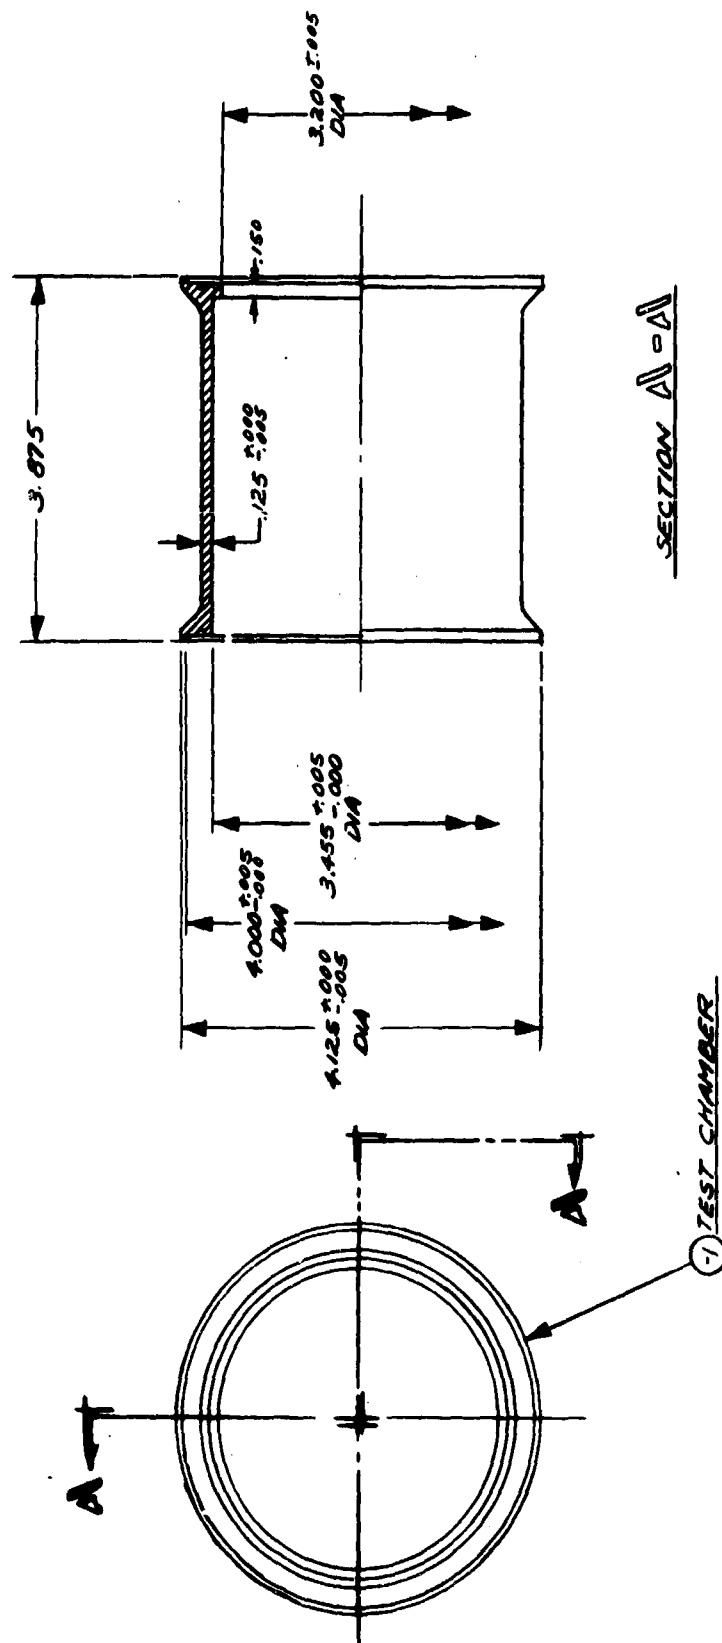 3.200 ±.005
DIA
.150
3.875
.125 +.000
-.005
3.455 +.005
-.000
DIA
4.000 +.005
-.000
DIA
4.125 +.000
-.005
DIA
SECTION A-A
A
A
-1 TEST CHAMBER